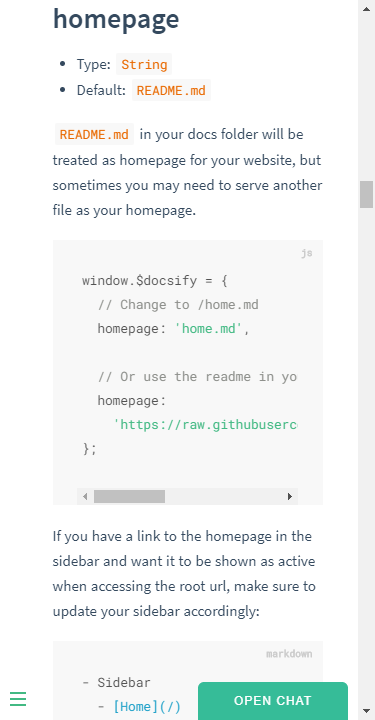 homepage
Type: String
Default: README.md
README.md in your docs folder will be
treated as homepage for your website, but
sometimes you may need to serve another
file as your homepage.
js
window.$docsify = {
// Change to /home.md
homepage: 'home.md',
// Or use the readme in yo
homepage:
'https://raw.githubuserc
};
If you have a link to the homepage in the
sidebar and want it to be shown as active
when accessing the root url, make sure to
update your sidebar accordingly:
markdown
- Sidebar
- [Home](/)
OPEN CHAT